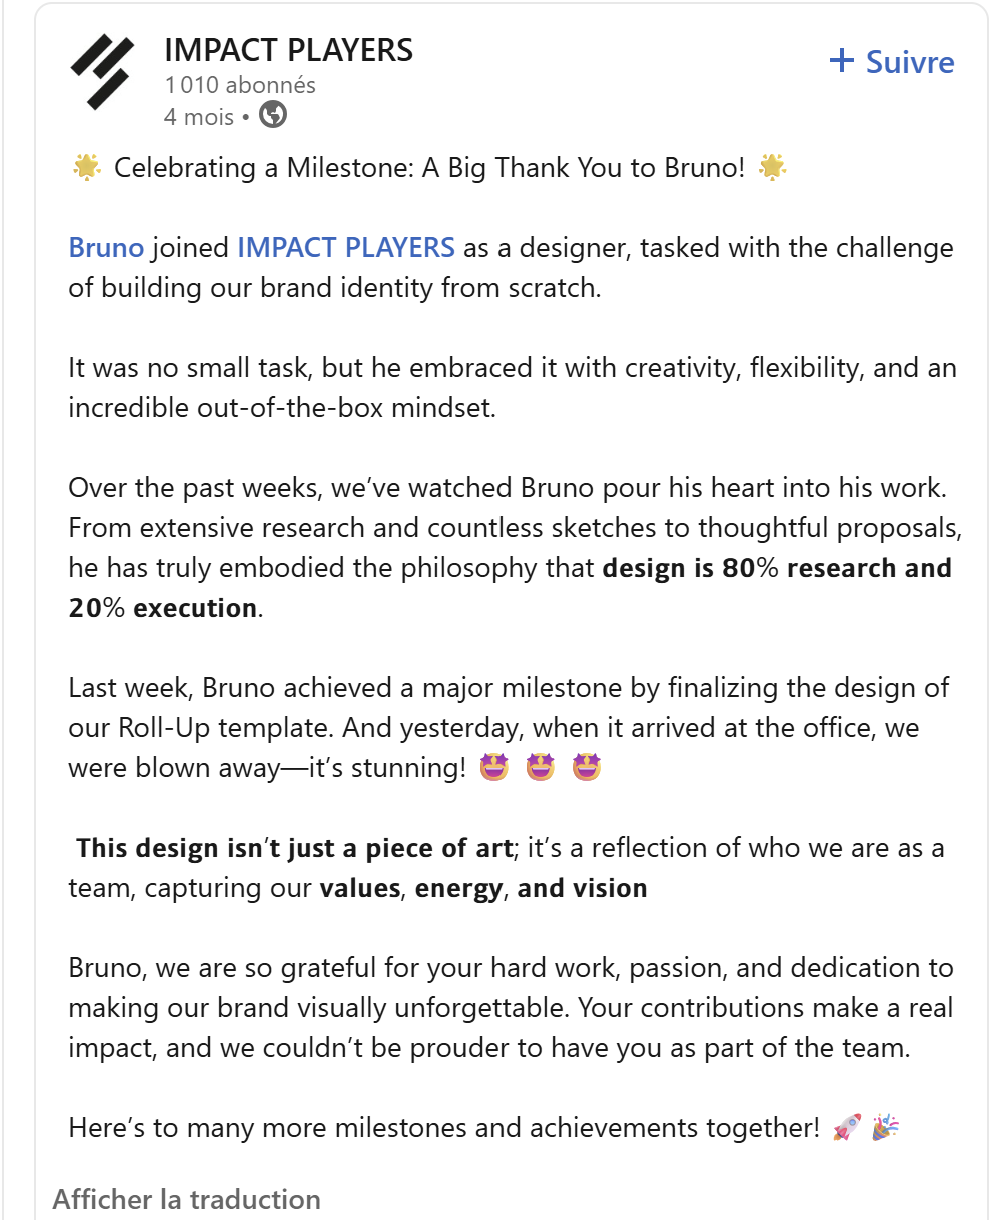 IMPACT PLAYERS
+ Suivre
1 010 abonnés
4 mois •
🌟 Celebrating a Milestone: A Big Thank You to Bruno! 🌟
Bruno joined IMPACT PLAYERS as a designer, tasked with the challenge
of building our brand identity from scratch.
It was no small task, but he embraced it with creativity, flexibility, and an
incredible out-of-the-box mindset.
Over the past weeks, we’ve watched Bruno pour his heart into his work.
From extensive research and countless sketches to thoughtful proposals,
he has truly embodied the philosophy that design is 80% research and
20% execution.
Last week, Bruno achieved a major milestone by finalizing the design of
our Roll-Up template. And yesterday, when it arrived at the office, we
were blown away—it’s stunning! 🤩 🤩 🤩
This design isn’t just a piece of art; it’s a reflection of who we are as a
team, capturing our values, energy, and vision
Bruno, we are so grateful for your hard work, passion, and dedication to
making our brand visually unforgettable. Your contributions make a real
impact, and we couldn’t be prouder to have you as part of the team.
Here’s to many more milestones and achievements together! 🚀 🎉
Afficher la traduction